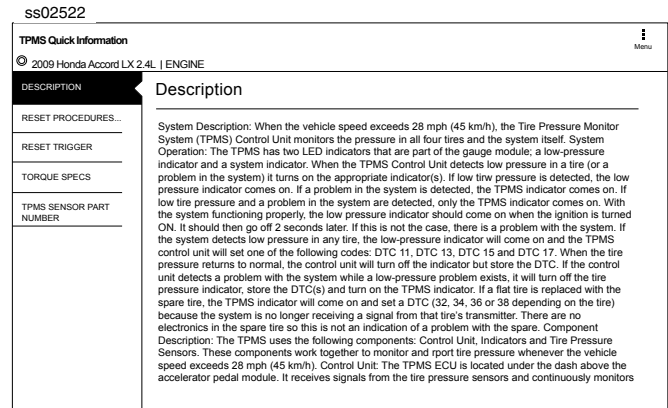 ss02522
TPMS Quick Information
Menu
2009 Honda Accord LX 2.4L | ENGINE
DESCRIPTION
RESET PROCEDURES...
RESET TRIGGER
TORQUE SPECS
TPMS SENSOR PART
NUMBER
Description
System Description: When the vehicle speed exceeds 28 mph (45 km/h), the Tire Pressure Monitor
System (TPMS) Control Unit monitors the pressure in all four tires and the system itself. System
Operation: The TPMS has two LED indicators that are part of the gauge module; a low-pressure
indicator and a system indicator. When the TPMS Control Unit detects low pressure in a tire (or a
problem in the system) it turns on the appropriate indicator(s). If low tirw pressure is detected, the low
pressure indicator comes on. If a problem in the system is detected, the TPMS indicator comes on. If
low tire pressure and a problem in the system are detected, only the TPMS indicator comes on. With
the system functioning properly, the low pressure indicator should come on when the ignition is turned
ON. It should then go off 2 seconds later. If this is not the case, there is a problem with the system. If
the system detects low pressure in any tire, the low-pressure indicator will come on and the TPMS
control unit will set one of the following codes: DTC 11, DTC 13, DTC 15 and DTC 17. When the tire
pressure returns to normal, the control unit will turn off the indicator but store the DTC. If the control
unit detects a problem with the system while a low-pressure problem exists, it will turn off the tire
pressure indicator, store the DTC(s) and turn on the TPMS indicator. If a flat tire is replaced with the
spare tire, the TPMS indicator will come on and set a DTC (32, 34, 36 or 38 depending on the tire)
because the system is no longer receiving a signal from that tire's transmitter. There are no
electronics in the spare tire so this is not an indication of a problem with the spare. Component
Description: The TPMS uses the following components: Control Unit, Indicators and Tire Pressure
Sensors. These components work together to monitor and rport tire pressure whenever the vehicle
speed exceeds 28 mph (45 km/h). Control Unit: The TPMS ECU is located under the dash above the
accelerator pedal module. It receives signals from the tire pressure sensors and continuously monitors